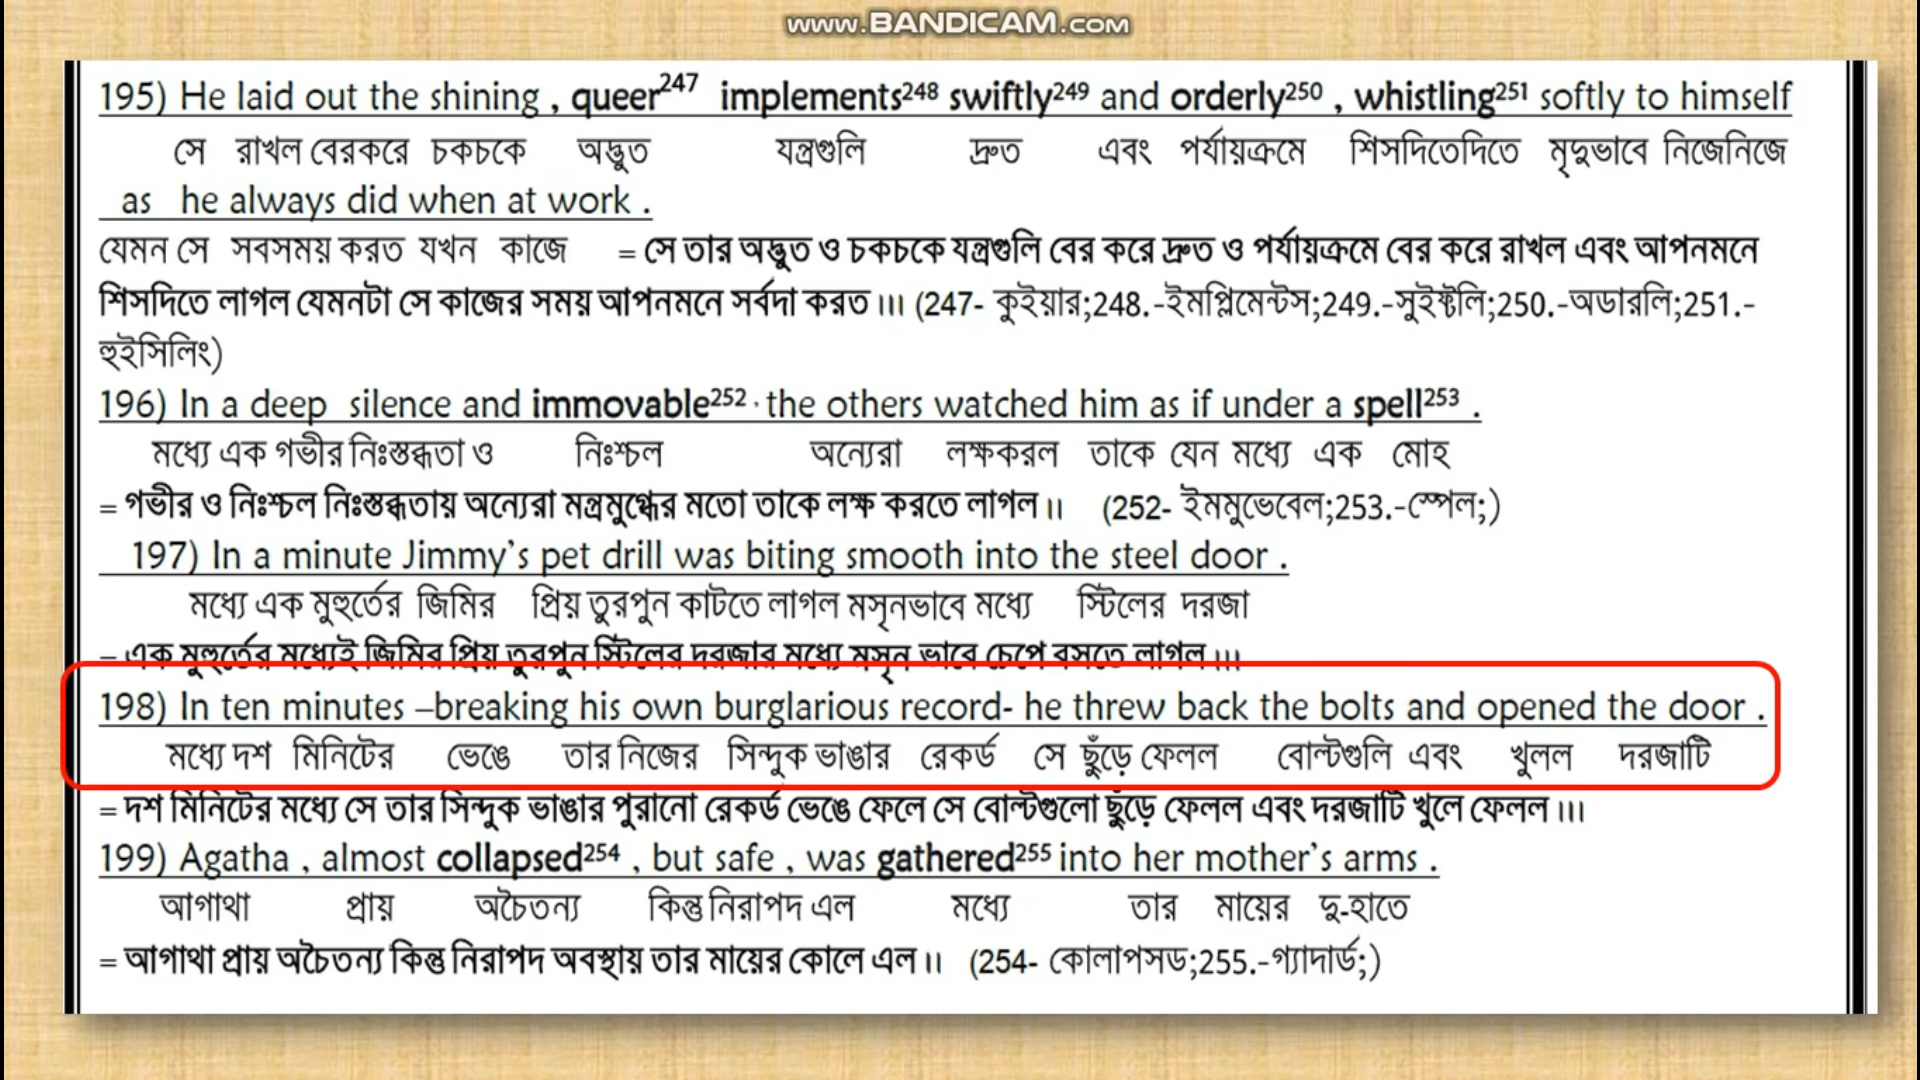 www.BANDICAM.com
195) He laid out the shining , queer247 implements248 swiftly249 and orderly250 , whistling251 softly to himself
সে রাখল বেরকরে চকচকে অদ্ভুত যন্ত্রগুলি দ্রুত এবং পর্যায়ক্রমে শিসদিতেদিতে মৃদুভাবে নিজেনিজে
as he always did when at work .
যেমন সে সবসময় করত যখন কাজে = সে তার অদ্ভুত ও চকচকে যন্ত্রগুলি বের করে দ্রুত ও পর্যায়ক্রমে বের করে রাখল এবং আপনমনে
শিসদিতে লাগল যেমনটা সে কাজের সময় আপনমনে সর্বদা করত।।। (247- কুইয়ার;248.-ইমপ্লিমেন্টস;249.-সুইফ্টলি;250.-অডারলি;251.-
হুইসিলিং)
196) In a deep silence and immovable252 , the others watched him as if under a spell253 .
মধ্যে এক গভীর নিঃস্তব্ধতা ও নিঃশ্চল অন্যেরা লক্ষকরল তাকে যেন মধ্যে এক মোহ
= গভীর ও নিঃশ্চল নিঃস্তব্ধতায় অন্যেরা মন্ত্রমুগ্ধের মতো তাকে লক্ষ করতে লাগল।। (252- ইমমুভেবেল;253.-স্পেল;)
197) In a minute Jimmy’s pet drill was biting smooth into the steel door .
মধ্যে এক মুহুর্তের জিমির প্রিয় তুরপুন কাটতে লাগল মসৃনভাবে মধ্যে স্টিলের দরজা
= এক মুহুর্তের মধ্যেই জিমির প্রিয় তুরপুন স্টিলের দরজার মধ্যে মসৃন ভাবে চেপে বসতে লাগল।।।
198) In ten minutes –breaking his own burglarious record- he threw back the bolts and opened the door .
মধ্যে দশ মিনিটের ভেঙে তার নিজের সিন্দুক ভাঙার রেকর্ড সে ছুঁড়ে ফেলল বোল্টগুলি এবং খুলল দরজাটি
= দশ মিনিটের মধ্যে সে তার সিন্দুক ভাঙার পুরানো রেকর্ড ভেঙে ফেলে সে বোল্টগুলো ছুঁড়ে ফেলল এবং দরজাটি খুলে ফেলল।।।
199) Agatha , almost collapsed254 , but safe , was gathered255 into her mother’s arms .
আগাথা প্রায় অচৈতন্য কিন্তু নিরাপদ এল মধ্যে তার মায়ের দু-হাতে
= আগাথা প্রায় অচৈতন্য কিন্তু নিরাপদ অবস্থায় তার মায়ের কোলে এল।। (254- কোলাপসড;255.-গ্যাদার্ড;)